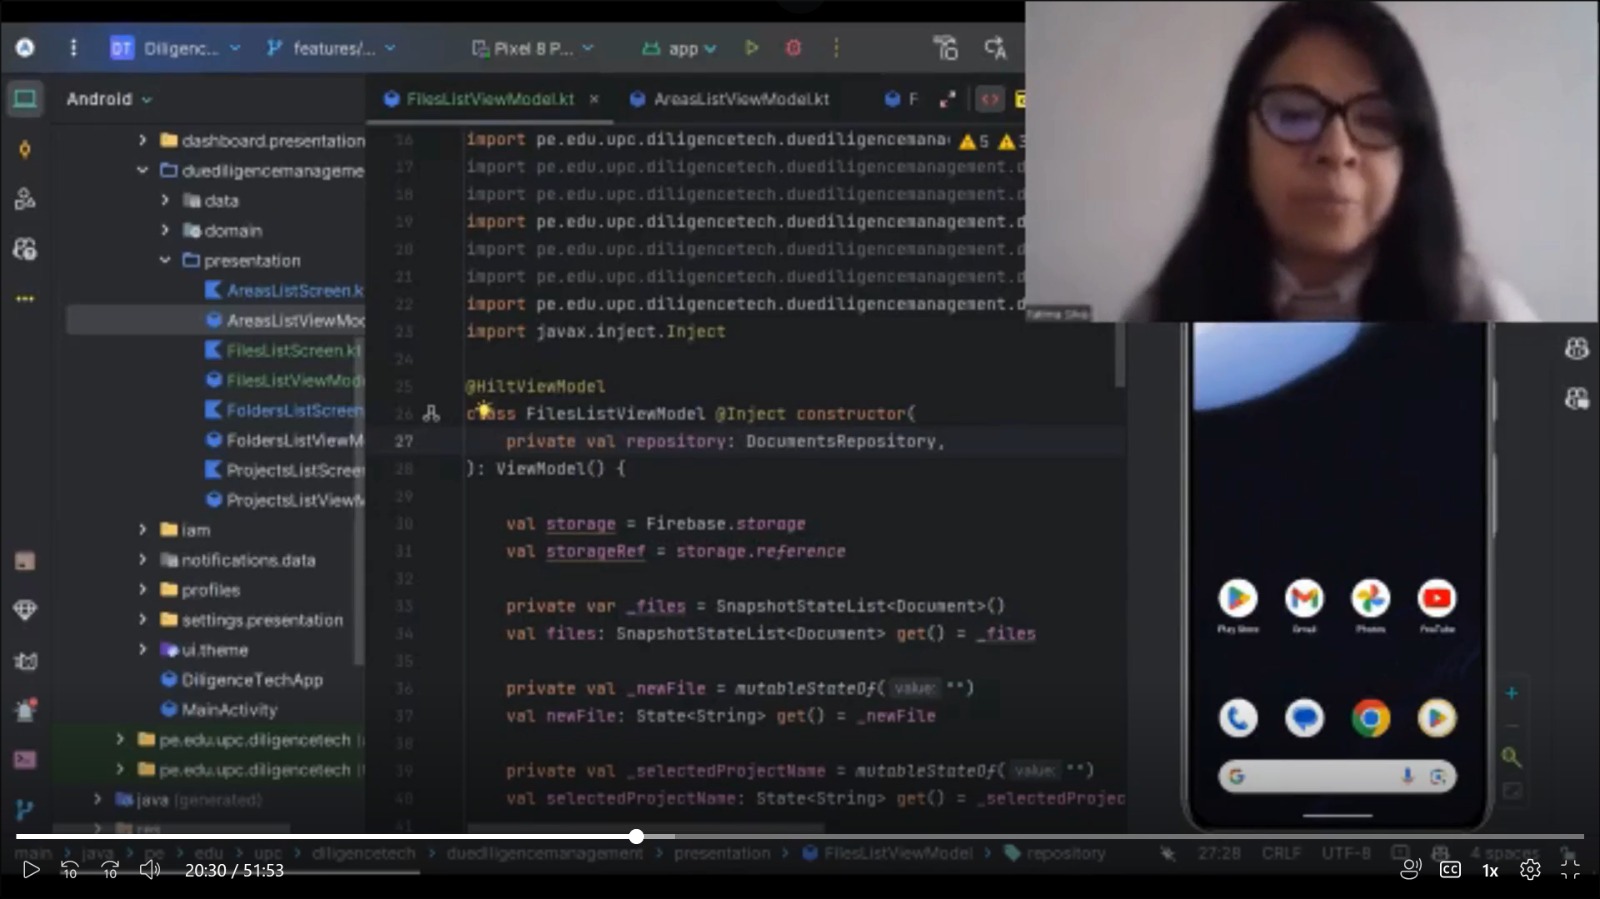 DT Diligenc... features/... Pixel 8 P... app
Android
FilesListViewModel.kt
AreasListViewModel.kt
F
dashboard.presentation
duediligencemanageme
data
domain
presentation
AreasListScreen.k
AreasListViewMod
FilesListScreen.kt
FilesListViewMod
FoldersListScreen
FoldersListViewM
ProjectsListScreen
ProjectsListViewM
iam
notifications.data
profiles
settings.presentation
ui.theme
DiligenceTechApp
MainActivity
pe.edu.upc.diligencetech
pe.edu.upc.diligencetech
java (generated)
res
16 import pe.edu.upc.diligencetech.duediligencemana 5 3
17 import pe.edu.upc.diligencetech.duediligencemanagement.d
18 import pe.edu.upc.diligencetech.duediligencemanagement.d
19 import pe.edu.upc.diligencetech.duediligencemanagement.d
20 import pe.edu.upc.diligencetech.duediligencemanagement.d
21 import pe.edu.upc.diligencetech.duediligencemanagement.d
22 import pe.edu.upc.diligencetech.duediligencemanagement.d
23 import javax.inject.Inject
24
25 @HiltViewModel
26 class FilesListViewModel @Inject constructor(
27 private val repository: DocumentsRepository,
28 ): ViewModel() {
29
30 val storage = Firebase.storage
31 val storageRef = storage.reference
32
33 private var _files = SnapshotStateList<Document>()
34 val files: SnapshotStateList<Document> get() = _files
35
36 private val _newFile = mutableStateOf( value: "")
37 val newFile: State<String> get() = _newFile
38
39 private val _selectedProjectName = mutableStateOf( value: "")
40 val selectedProjectName: State<String> get() = _selectedProjec
41
Fatima Silva
Play Store Gmail Photos YouTube
main > java > pe > edu > upc > diligencetech > duediligencemanagement > presentation > FilesListViewModel > repository 27:28 CRLF UTF-8 4 spaces
10 10 20:30 / 51:53 CC 1x